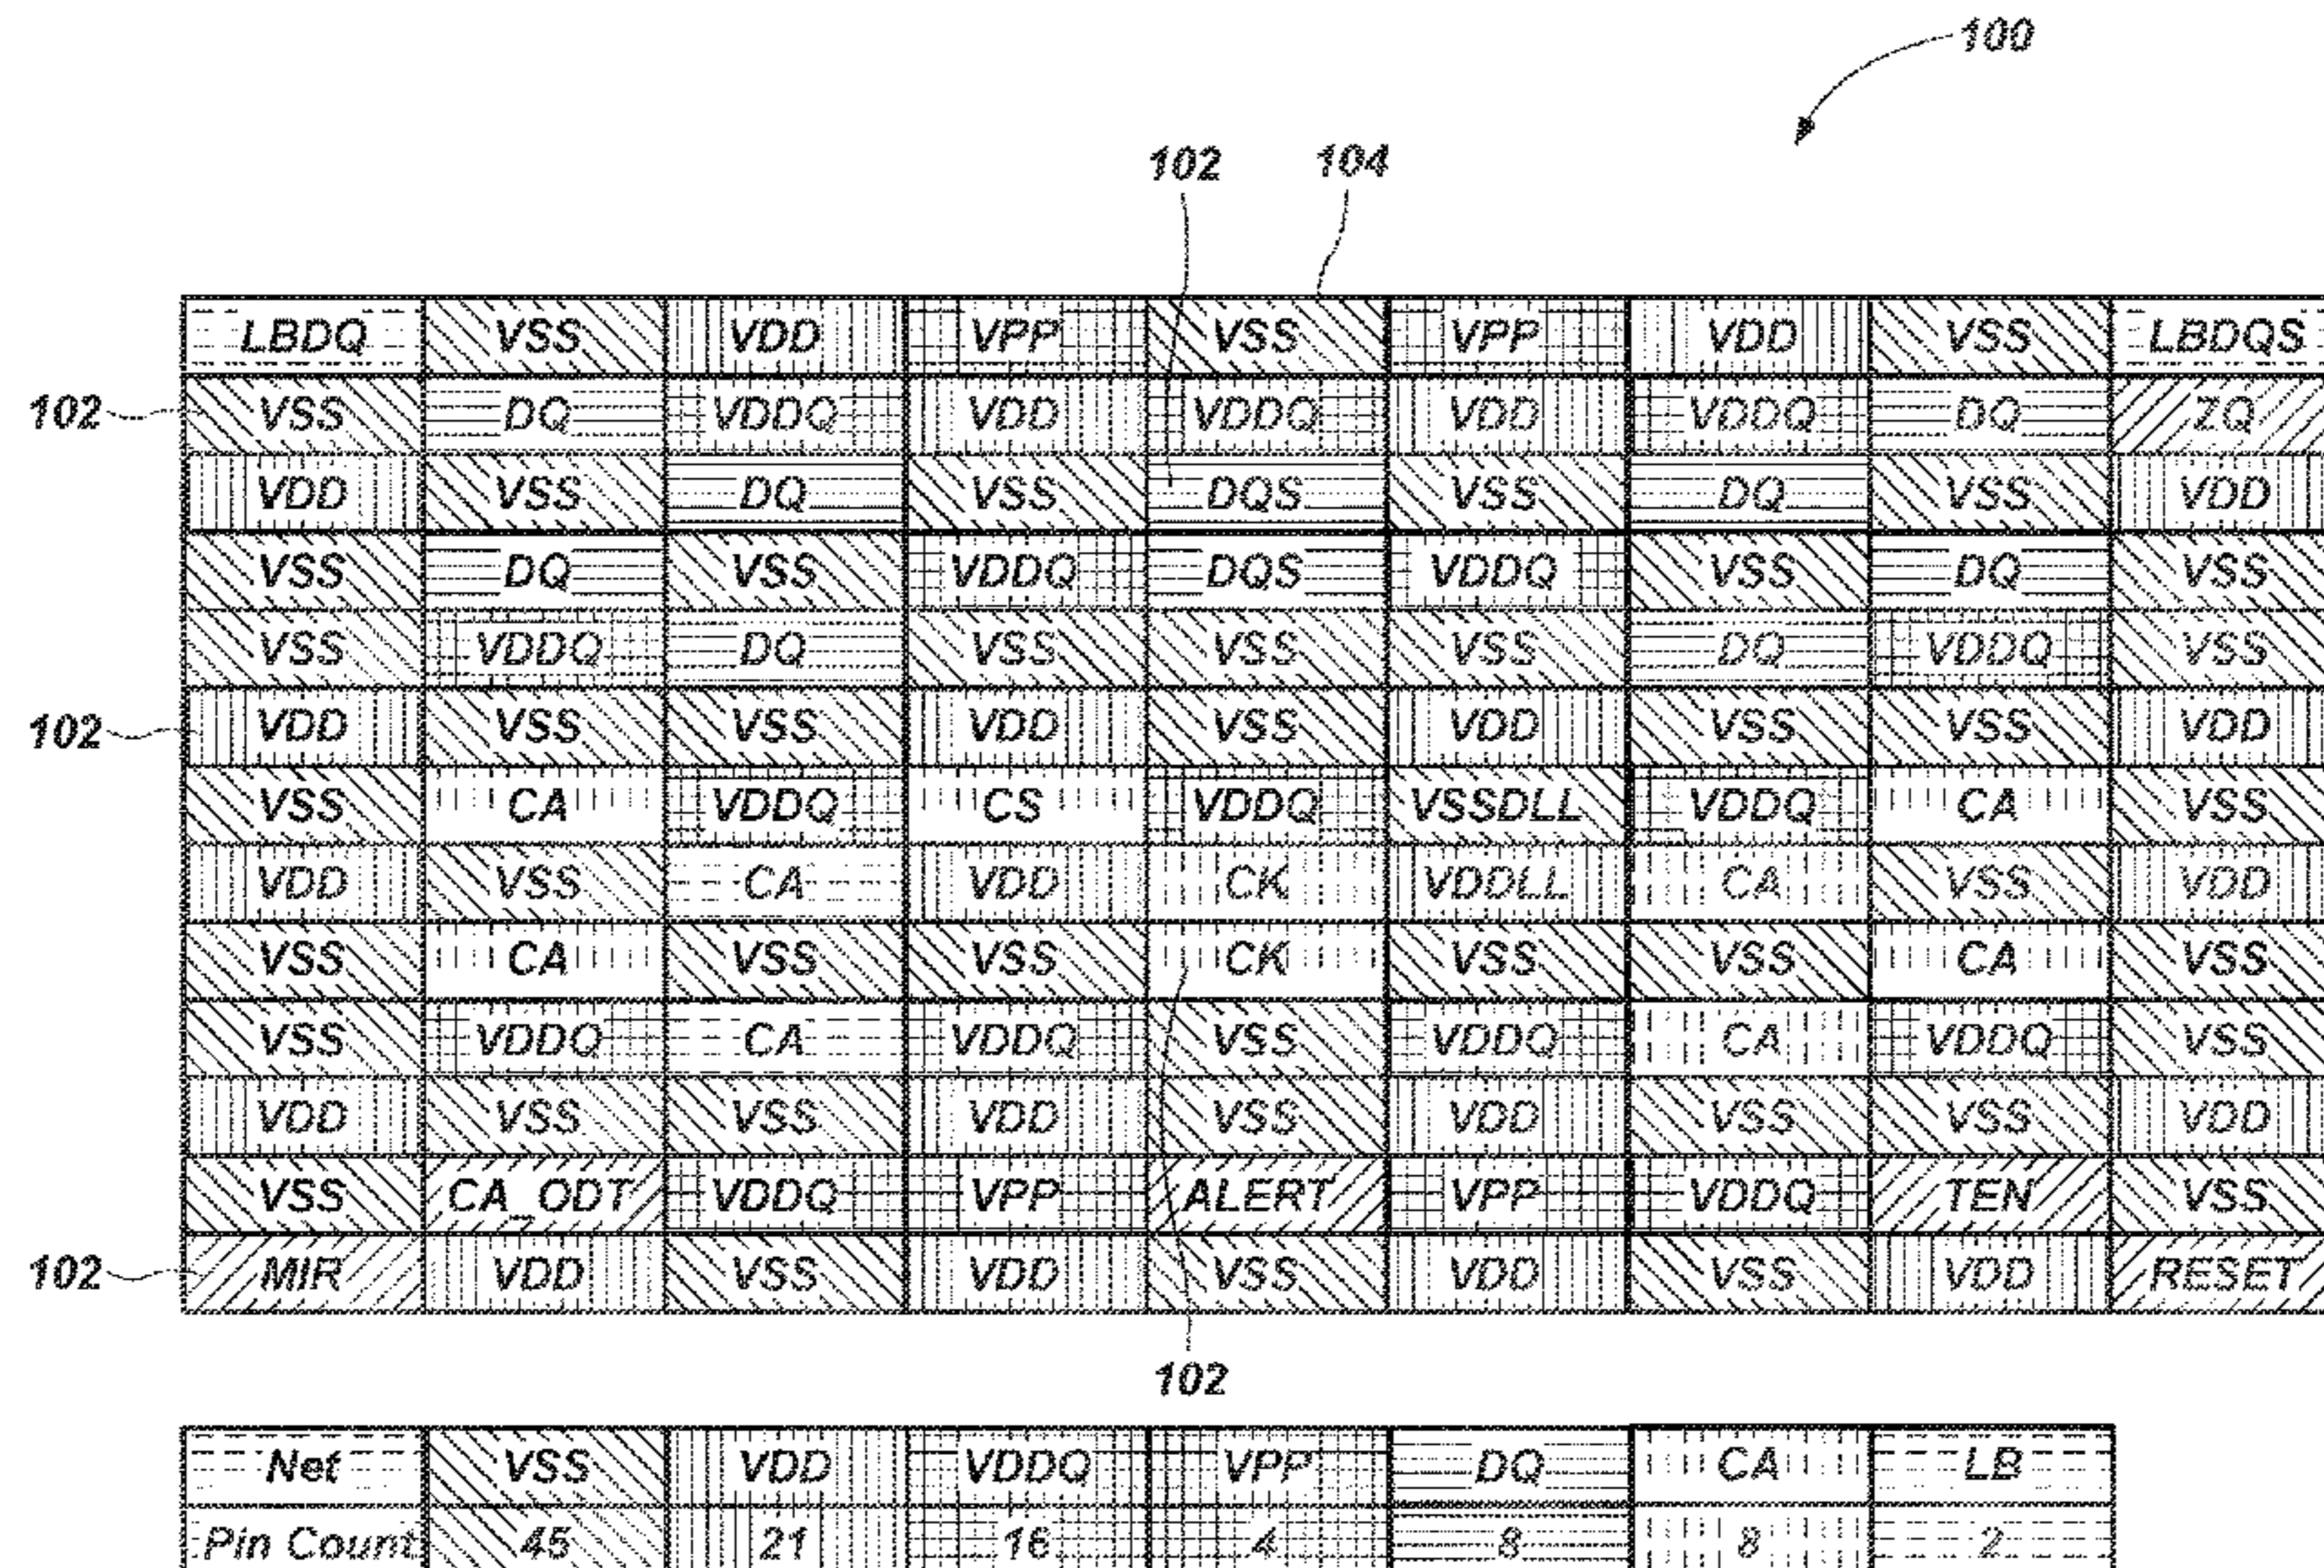 100
102 104
LBDQ VSS VDD VPP VSS VPP VDD VSS LBDQS
102 VSS DQ VDDQ VDD VDDQ VDD VDDQ DQ ZQ
VDD VSS DQ VSS DQS VSS DQ VSS VDD
VSS DQ VSS VDDQ DQS VDDQ VSS DQ VSS
VSS VDDQ DQ VSS VSS VSS DQ VDDQ VSS
102 VDD VSS VSS VDD VSS VDD VSS VSS VDD
VSS CA VDDQ CS VDDQ VSSDLL VDDQ CA VSS
VDD VSS CA VDD CK VDDLL CA VSS VDD
VSS CA VSS VSS CK VSS VSS CA VSS
VSS VDDQ CA VDDQ VSS VDDQ CA VDDQ VSS
VDD VSS VSS VDD VSS VDD VSS VSS VDD
VSS CA_ODT VDDQ VPP ALERT VPP VDDQ TEN VSS
102 MIR VDD VSS VDD VSS VDD VSS VDD RESET
102
Net VSS VDD VDDQ VPP DQ CA LB
Pin Count 45 21 16 4 8 8 2